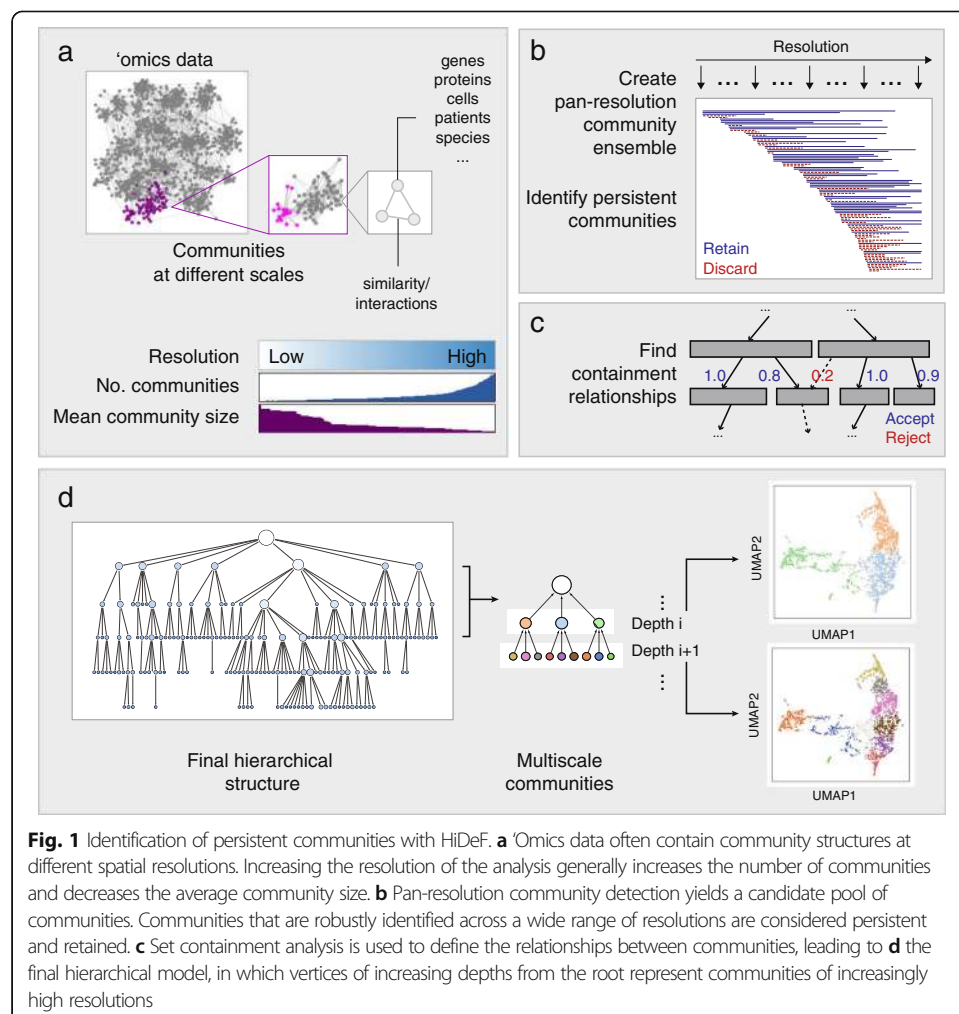 a
'omics data
genes
proteins
cells
patients
species
...
Communities
at different scales
similarity/
interactions
Resolution
Low
High
No. communities
Mean community size
b
Resolution
... ... ... ...
Create
pan-resolution
community
ensemble
Identify persistent
communities
Retain
Discard
c
... ...
Find
containment
relationships
1.0 0.8 0.2 1.0 0.9
... ...
Accept
Reject
d
...
Depth i
Depth i+1
...
UMAP2
UMAP1
UMAP2
UMAP1
Final hierarchical
structure
Multiscale
communities
Fig. 1 Identification of persistent communities with HiDeF. a 'Omics data often contain community structures at
different spatial resolutions. Increasing the resolution of the analysis generally increases the number of communities
and decreases the average community size. b Pan-resolution community detection yields a candidate pool of
communities. Communities that are robustly identified across a wide range of resolutions are considered persistent
and retained. c Set containment analysis is used to define the relationships between communities, leading to d the
final hierarchical model, in which vertices of increasing depths from the root represent communities of increasingly
high resolutions